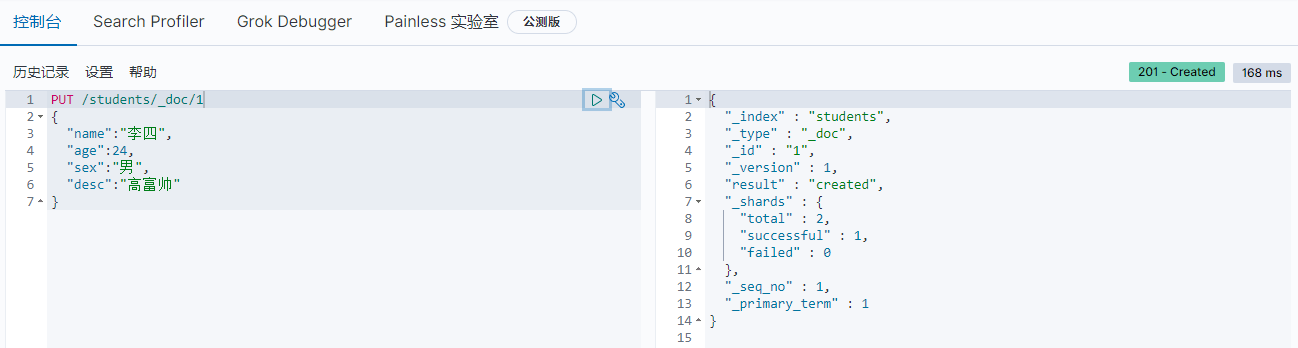 控制台 Search Profiler Grok Debugger Painless 实验室 公测版
历史记录 设置 帮助 201 - Created 168 ms
1 PUT /students/_doc/1
2 {
3 "name":"李四",
4 "age":24,
5 "sex":"男",
6 "desc":"高富帅"
7 }
1 {
2 "_index" : "students",
3 "_type" : "_doc",
4 "_id" : "1",
5 "_version" : 1,
6 "result" : "created",
7 "_shards" : {
8 "total" : 2,
9 "successful" : 1,
10 "failed" : 0
11 },
12 "_seq_no" : 1,
13 "_primary_term" : 1
14 }
15